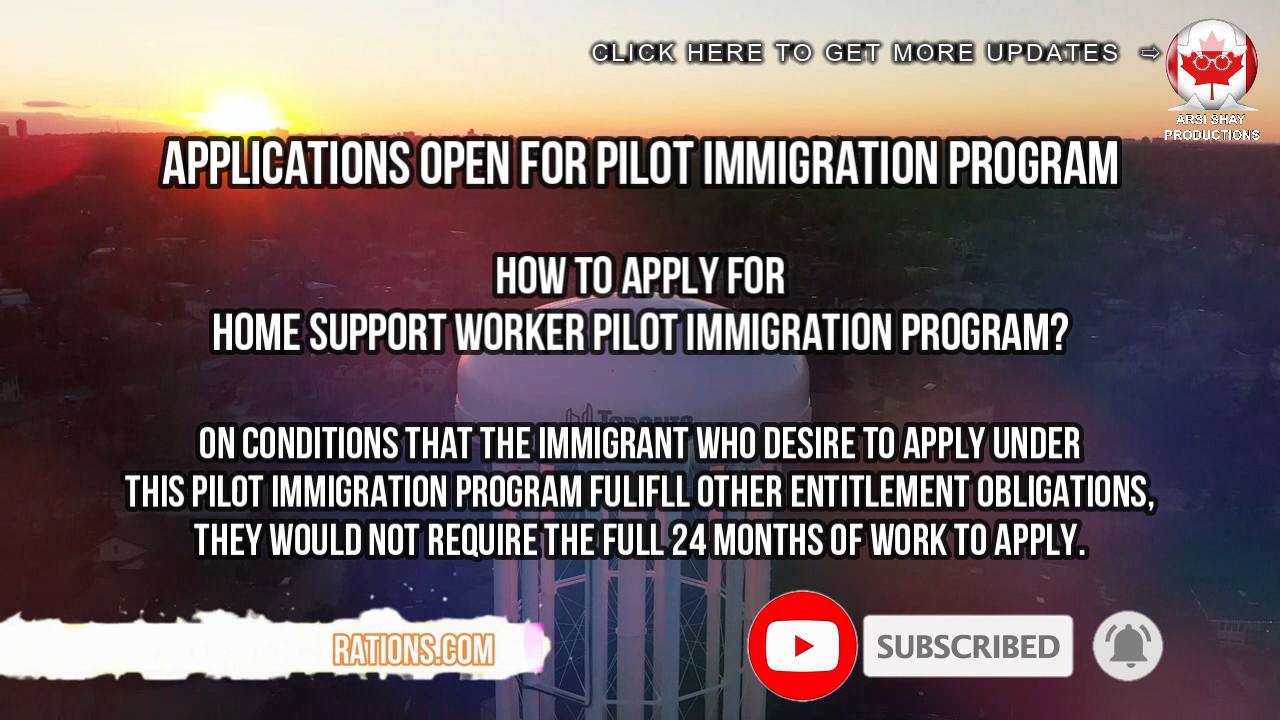 CLICK HERE TO GET MORE UPDATES ⇨
ARSI SHAY
PRODUCTIONS
APPLICATIONS OPEN FOR PILOT IMMIGRATION PROGRAM
HOW TO APPLY FOR
HOME SUPPORT WORKER PILOT IMMIGRATION PROGRAM?
TORONTO
ON CONDITIONS THAT THE IMMIGRANT WHO DESIRE TO APPLY UNDER
THIS PILOT IMMIGRATION PROGRAM FULIFLL OTHER ENTITLEMENT OBLIGATIONS,
THEY WOULD NOT REQUIRE THE FULL 24 MONTHS OF WORK TO APPLY.
RATIONS.COM
SUBSCRIBED